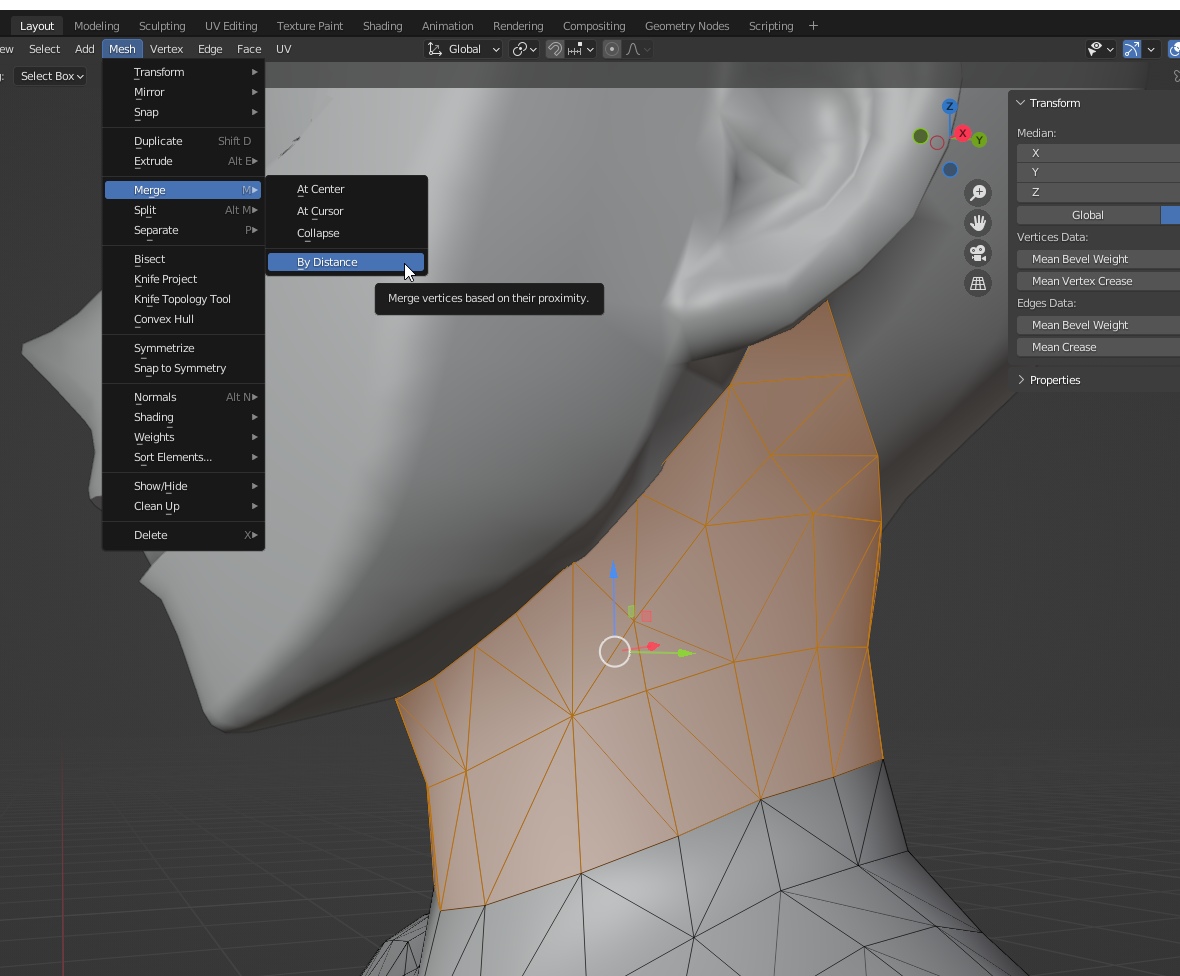 Layout Modeling Sculpting UV Editing Texture Paint Shading Animation Rendering Compositing Geometry Nodes Scripting +
ew Select Add Mesh Vertex Edge Face UV Global
: Select Box
Transform
Mirror
Snap
Duplicate Shift D
Extrude Alt E
Merge M
Split Alt M
Separate P
Bisect
Knife Project
Knife Topology Tool
Convex Hull
Symmetrize
Snap to Symmetry
Normals Alt N
Shading
Weights
Sort Elements...
Show/Hide
Clean Up
Delete X
At Center
At Cursor
Collapse
By Distance
Merge vertices based on their proximity.
Z
X
Y
Transform
Median:
X
Y
Z
Global
Vertices Data:
Mean Bevel Weight
Mean Vertex Crease
Edges Data:
Mean Bevel Weight
Mean Crease
Properties